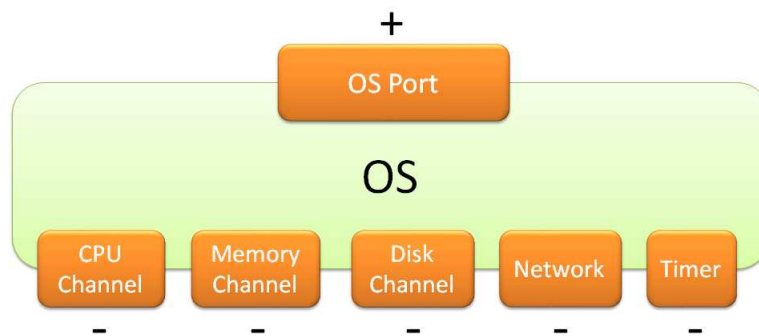 +
OS Port
OS
CPU
Channel
Memory
Channel
Disk
Channel
Network
Timer
- - - - -